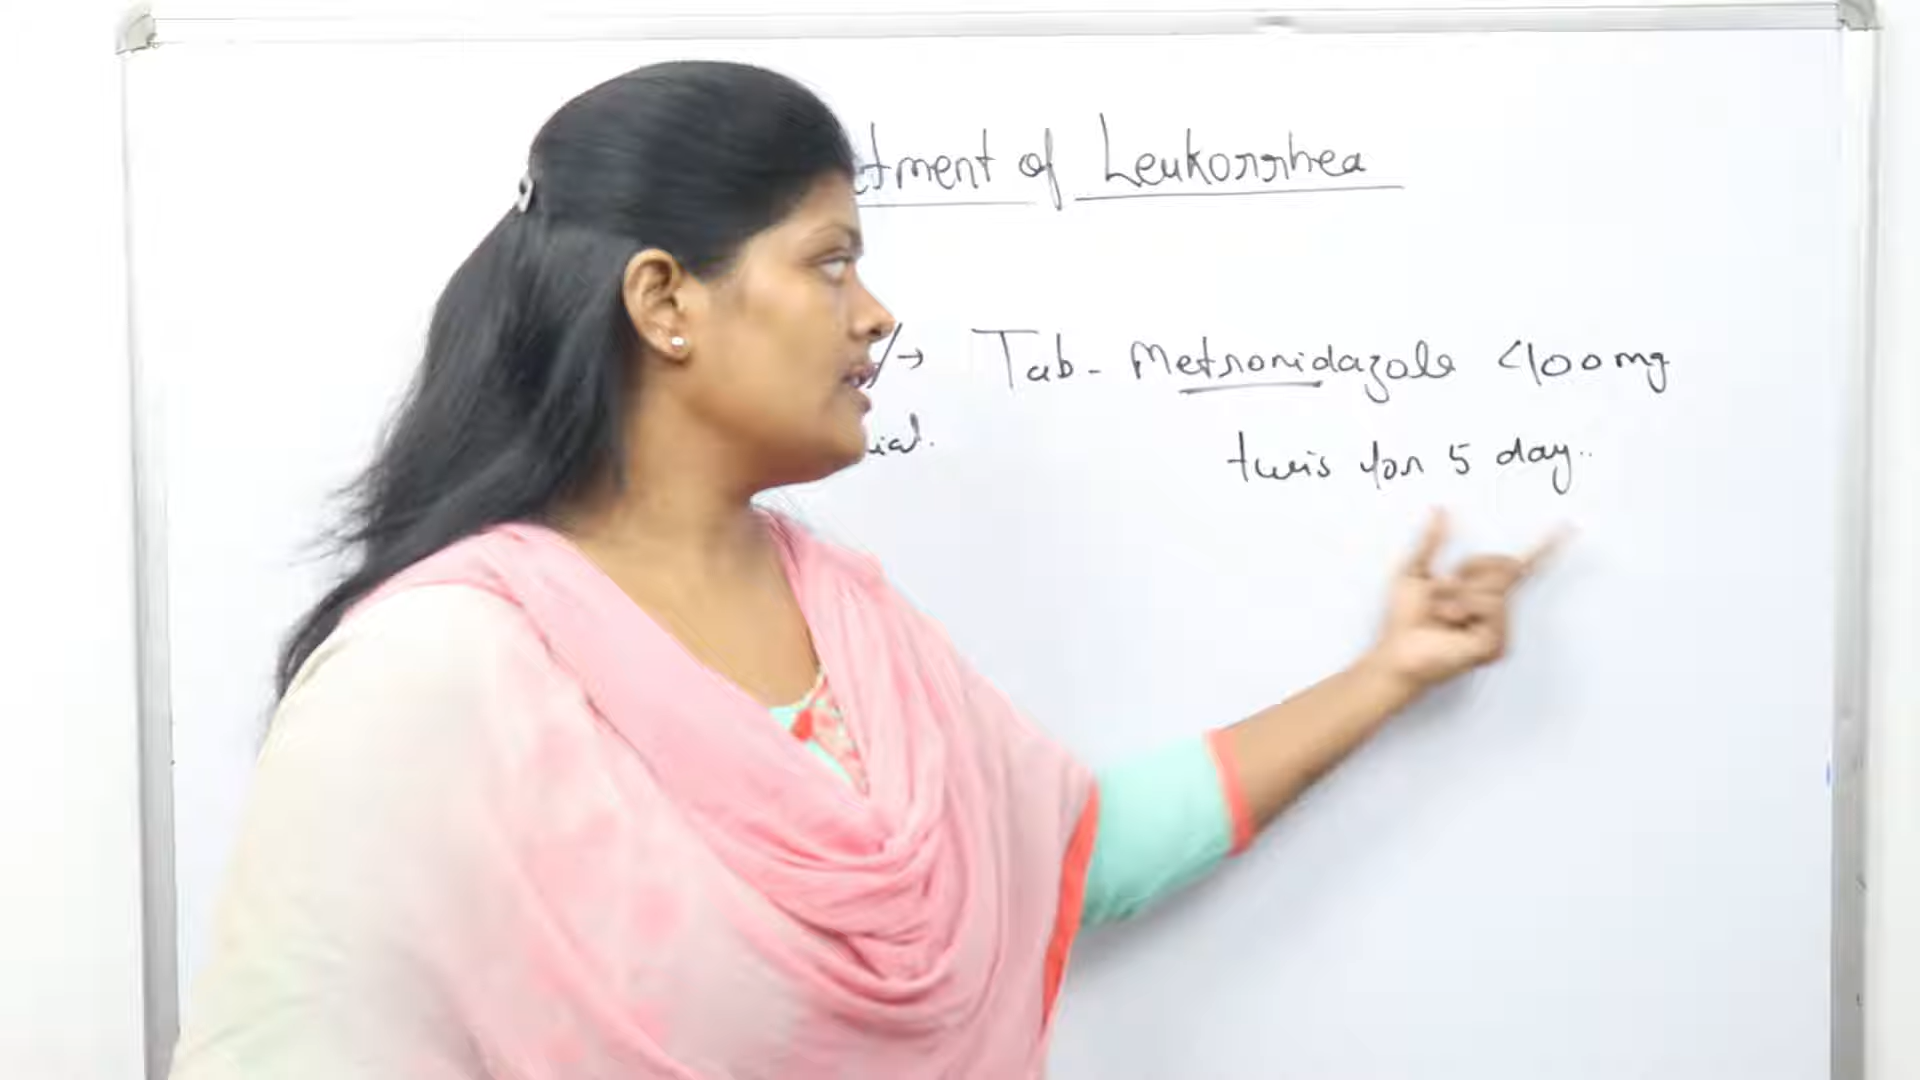 tment of Leukorrhea
/→ Tab- Metronidazole 400mg
ial.
twis for 5 day..